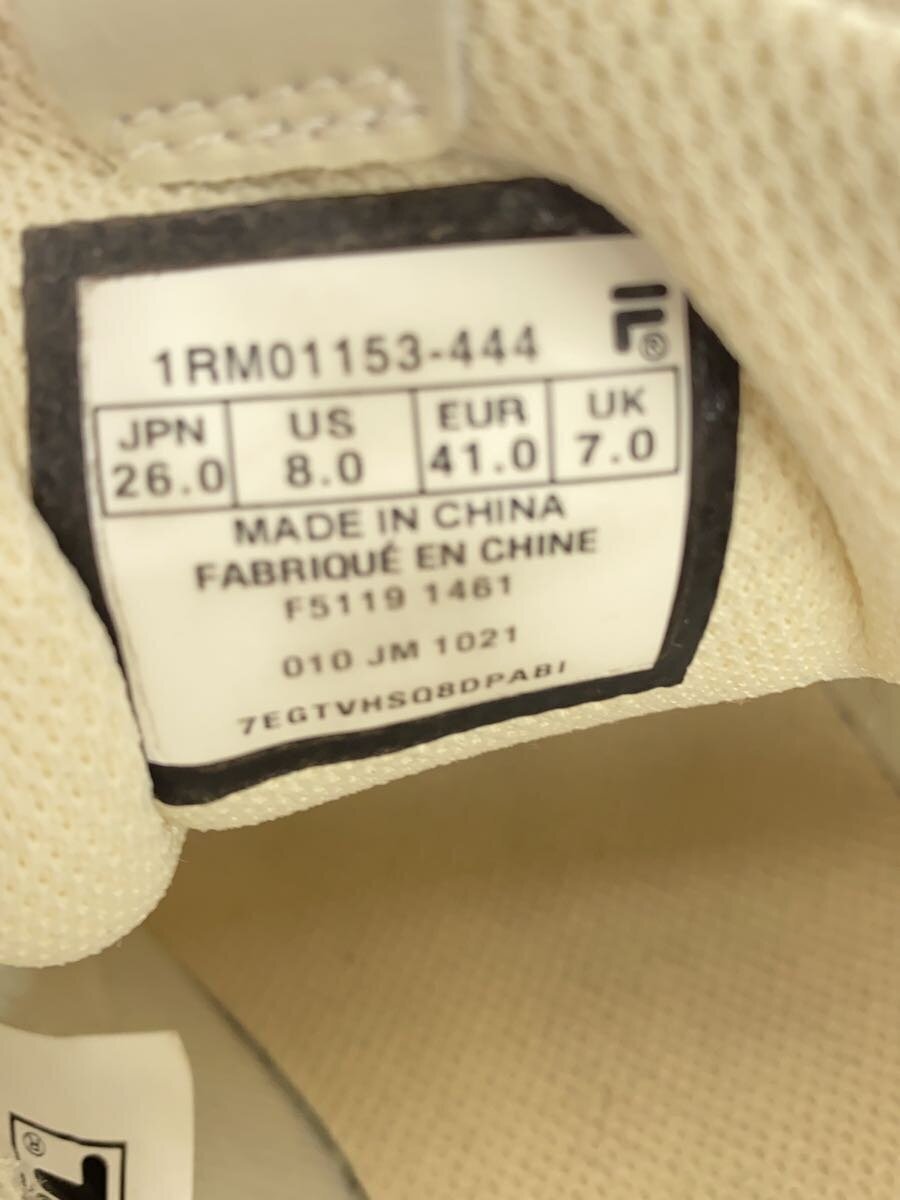 1RM01153-444
JPN US EUR UK
26.0 8.0 41.0 7.0
MADE IN CHINA
FABRIQUÉ EN CHINE
F5119 1461
010 JM 1021